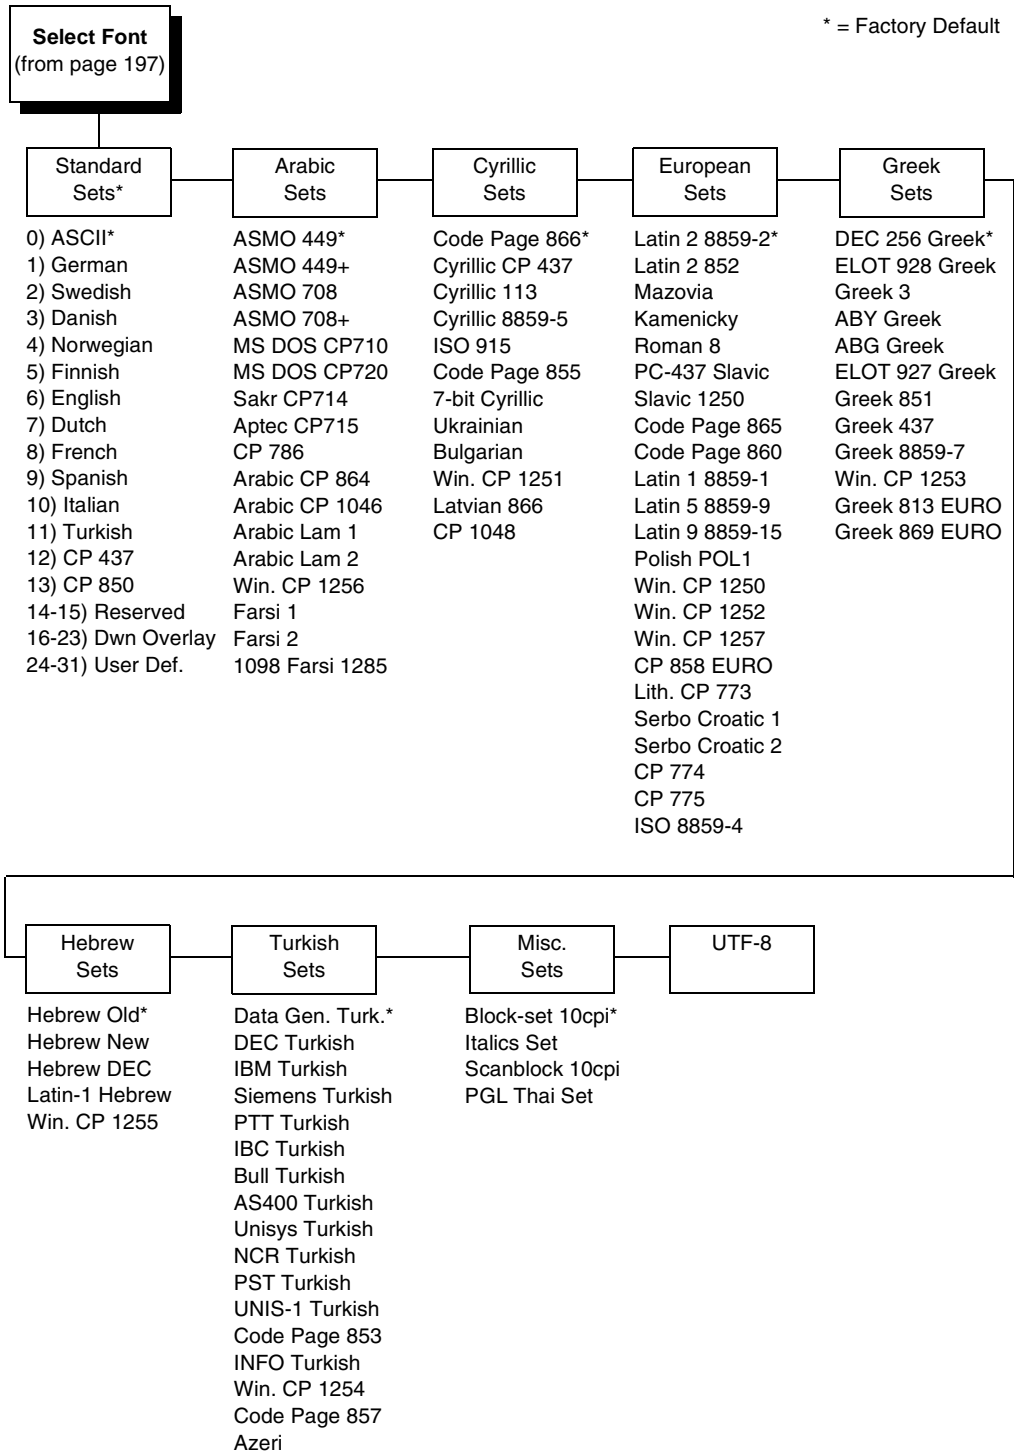 Select Font
(from page 197)
* = Factory Default
Standard
Sets*
0) ASCII*
1) German
2) Swedish
3) Danish
4) Norwegian
5) Finnish
6) English
7) Dutch
8) French
9) Spanish
10) Italian
11) Turkish
12) CP 437
13) CP 850
14-15) Reserved
16-23) Dwn Overlay
24-31) User Def.
Arabic
Sets
ASMO 449*
ASMO 449+
ASMO 708
ASMO 708+
MS DOS CP710
MS DOS CP720
Sakr CP714
Aptec CP715
CP 786
Arabic CP 864
Arabic CP 1046
Arabic Lam 1
Arabic Lam 2
Win. CP 1256
Farsi 1
Farsi 2
1098 Farsi 1285
Cyrillic
Sets
Code Page 866*
Cyrillic CP 437
Cyrillic 113
Cyrillic 8859-5
ISO 915
Code Page 855
7-bit Cyrillic
Ukrainian
Bulgarian
Win. CP 1251
Latvian 866
CP 1048
European
Sets
Latin 2 8859-2*
Latin 2 852
Mazovia
Kamenicky
Roman 8
PC-437 Slavic
Slavic 1250
Code Page 865
Code Page 860
Latin 1 8859-1
Latin 5 8859-9
Latin 9 8859-15
Polish POL1
Win. CP 1250
Win. CP 1252
Win. CP 1257
CP 858 EURO
Lith. CP 773
Serbo Croatic 1
Serbo Croatic 2
CP 774
CP 775
ISO 8859-4
Greek
Sets
DEC 256 Greek*
ELOT 928 Greek
Greek 3
ABY Greek
ABG Greek
ELOT 927 Greek
Greek 851
Greek 437
Greek 8859-7
Win. CP 1253
Greek 813 EURO
Greek 869 EURO
Hebrew
Sets
Hebrew Old*
Hebrew New
Hebrew DEC
Latin-1 Hebrew
Win. CP 1255
Turkish
Sets
Data Gen. Turk.*
DEC Turkish
IBM Turkish
Siemens Turkish
PTT Turkish
IBC Turkish
Bull Turkish
AS400 Turkish
Unisys Turkish
NCR Turkish
PST Turkish
UNIS-1 Turkish
Code Page 853
INFO Turkish
Win. CP 1254
Code Page 857
Azeri
Misc.
Sets
Block-set 10cpi*
Italics Set
Scanblock 10cpi
PGL Thai Set
UTF-8